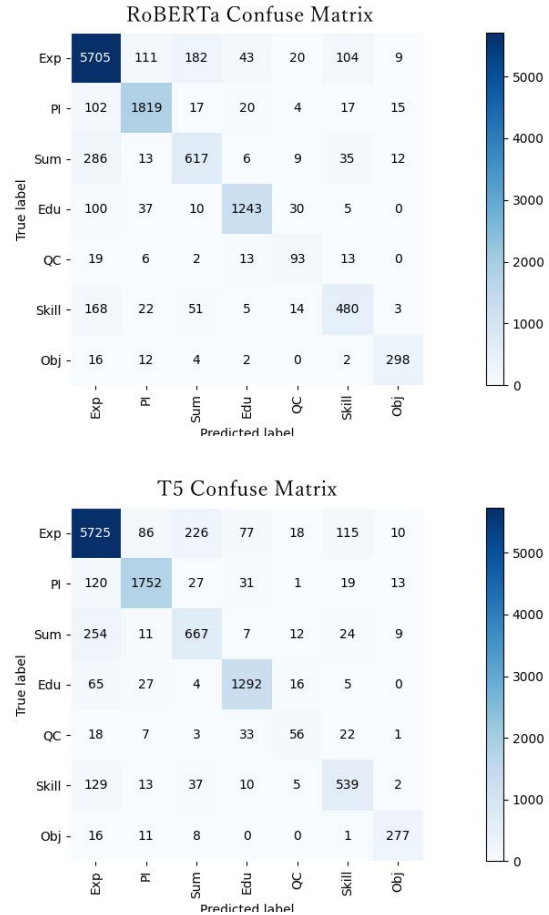 RoBERTa Confuse Matrix
Exp 5705 111 182 43 20 104 9
PI 102 1819 17 20 4 17 15
Sum 286 13 617 6 9 35 12
Edu 100 37 10 1243 30 5 0
QC 19 6 2 13 93 13 0
Skill 168 22 51 5 14 480 3
Obj 16 12 4 2 0 2 298
True label
Exp PI Sum Edu QC Skill Obj
Predicted label
5000
4000
3000
2000
1000
0
T5 Confuse Matrix
Exp 5725 86 226 77 18 115 10
PI 120 1752 27 31 1 19 13
Sum 254 11 667 7 12 24 9
Edu 65 27 4 1292 16 5 0
QC 18 7 3 33 56 22 1
Skill 129 13 37 10 5 539 2
Obj 16 11 8 0 0 1 277
True label
Exp PI Sum Edu QC Skill Obj
Predicted label
5000
4000
3000
2000
1000
0